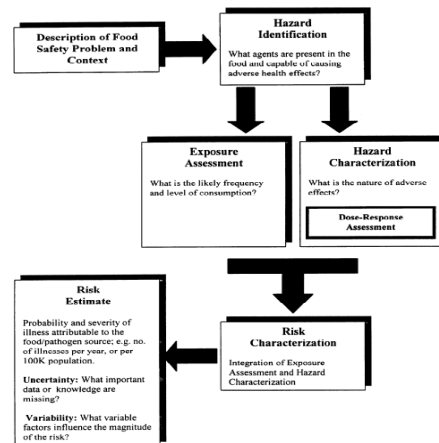 Description of Food
Safety Problem and
Context
Hazard
Identification
What agents are present in the
food and capable of causing
adverse health effects?
Exposure
Assessment
What is the likely frequency
and level of consumption?
Hazard
Characterization
What is the nature of adverse
effects?
Dose-Response
Assessment
Risk
Estimate
Probability and severity of
illness attributable to the
food/pathogen source; e.g. no.
of illnesses per year, or per
100K population.
Uncertainty: What important
data or knowledge are
missing?
Variability: What variable
factors influence the magnitude
of the risk?
Risk
Characterization
Integration of Exposure
Assessment and Hazard
Characterization